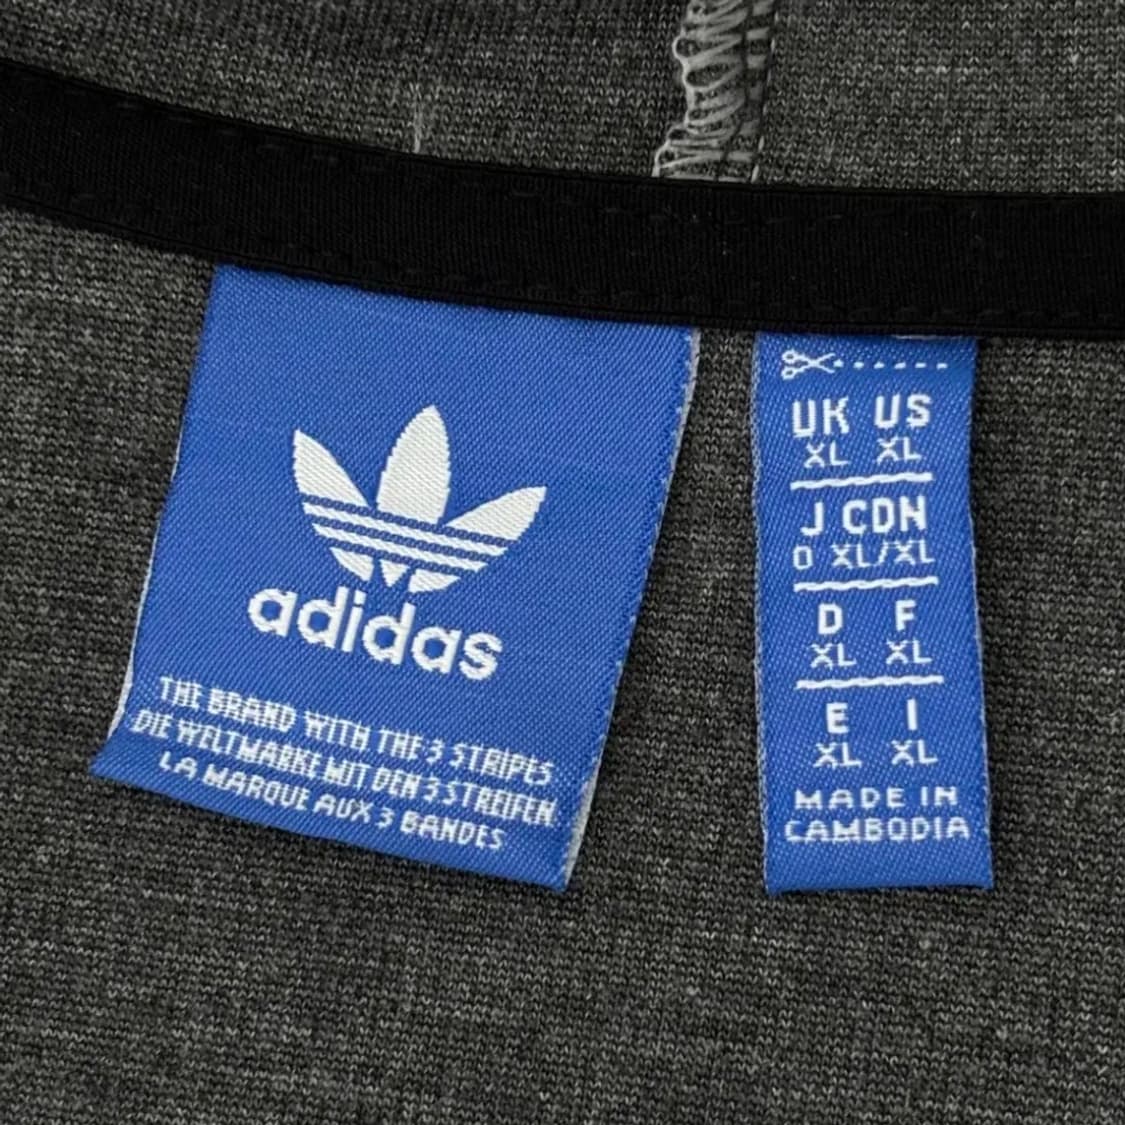 adidas
THE BRAND WITH THE 3 STRIPES
DIE WELTMARKE MIT DEN 3 STREIFEN
LA MARQUE AUX 3 BANDES
UK US
XL XL
J CDN
O XL/XL
D F
XL XL
E I
XL XL
MADE IN
CAMBODIA